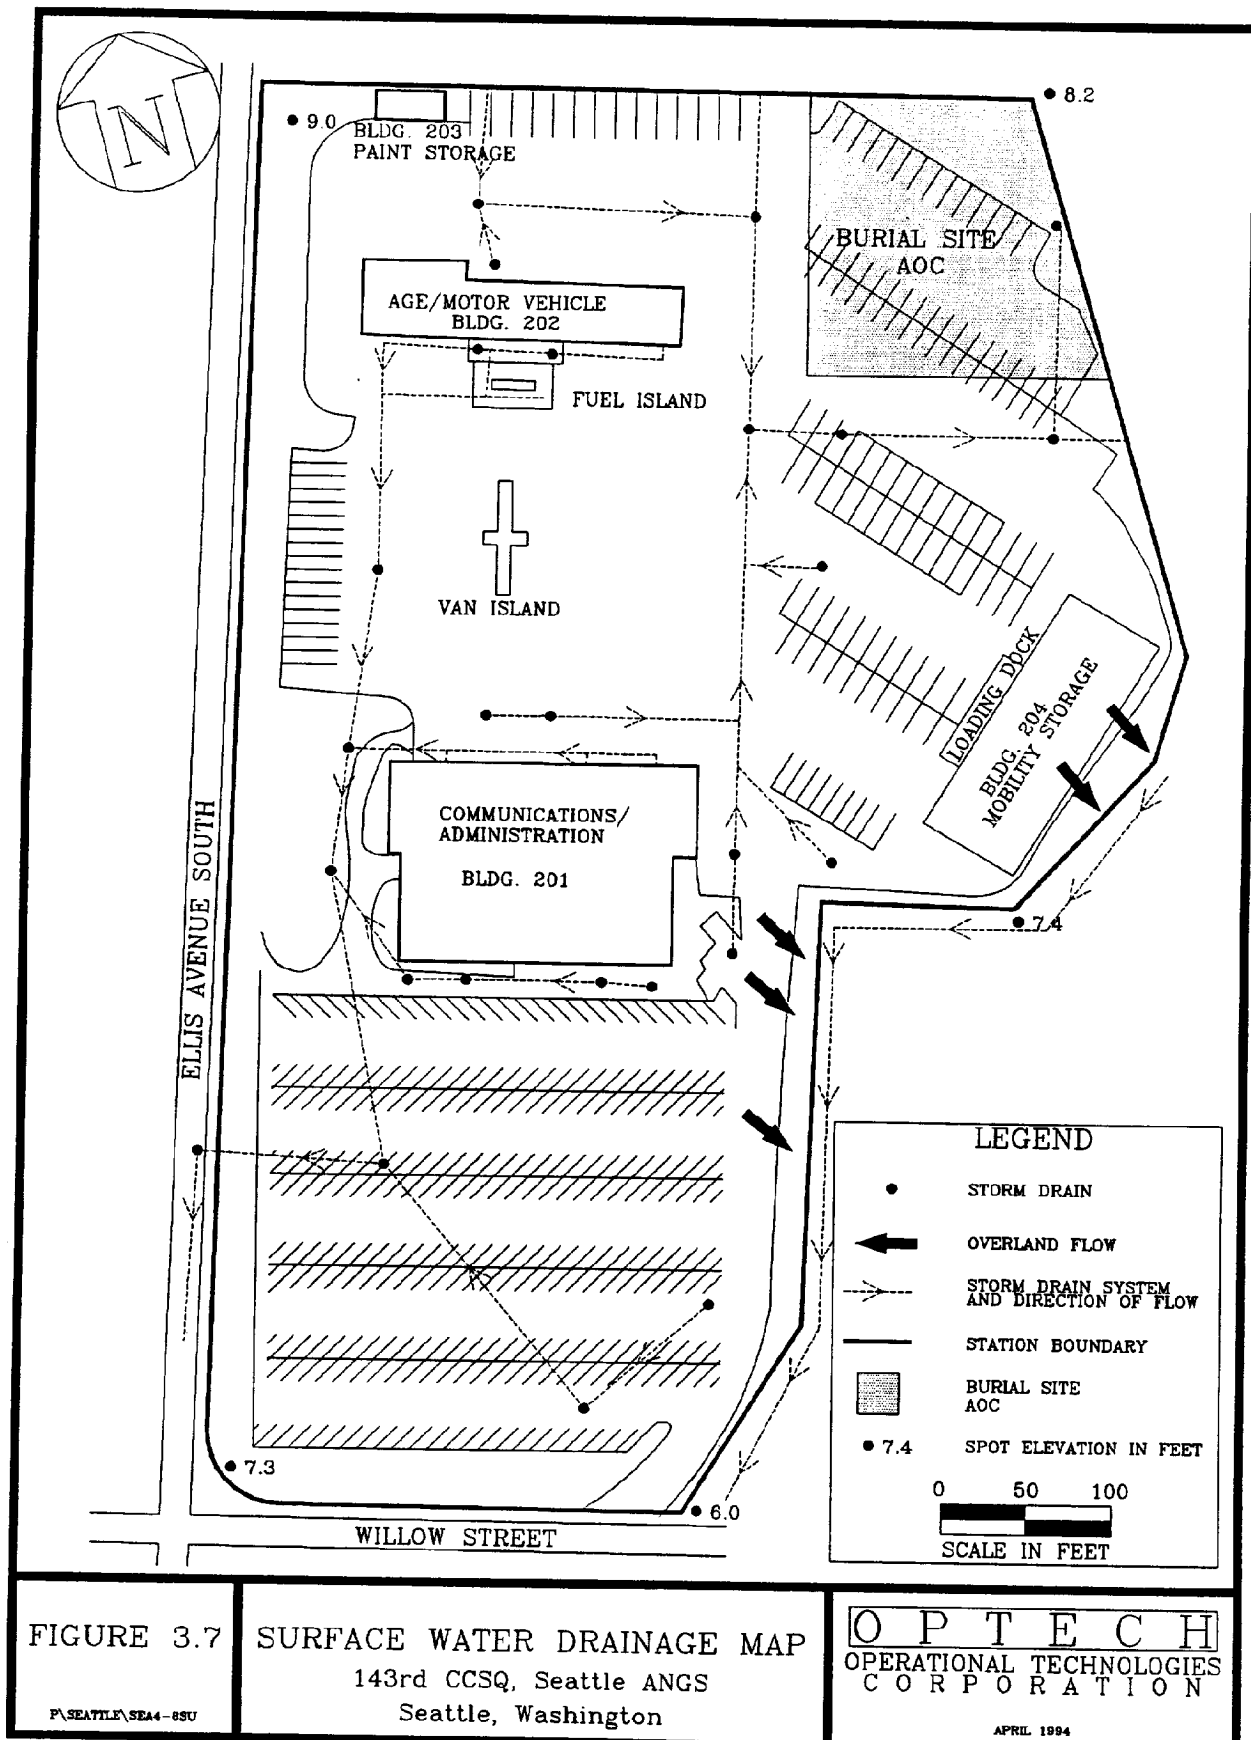 N
9.0
BLDG. 203
PAINT STORAGE
8.2
BURIAL SITE
AOC
AGE/MOTOR VEHICLE
BLDG. 202
FUEL ISLAND
VAN ISLAND
LOADING DOCK
BLDG. 204
MOBILITY STORAGE
COMMUNICATIONS/
ADMINISTRATION
BLDG. 201
ELLIS AVENUE SOUTH
7.4
LEGEND
STORM DRAIN
OVERLAND FLOW
STORM DRAIN SYSTEM
AND DIRECTION OF FLOW
STATION BOUNDARY
BURIAL SITE
AOC
7.4 SPOT ELEVATION IN FEET
0 50 100
SCALE IN FEET
7.3
6.0
WILLOW STREET
FIGURE 3.7
P\SEATTLE\SEA4-8SU
SURFACE WATER DRAINAGE MAP
143rd CCSQ, Seattle ANGS
Seattle, Washington
OPTECH
OPERATIONAL TECHNOLOGIES
CORPORATION
APRIL 1994